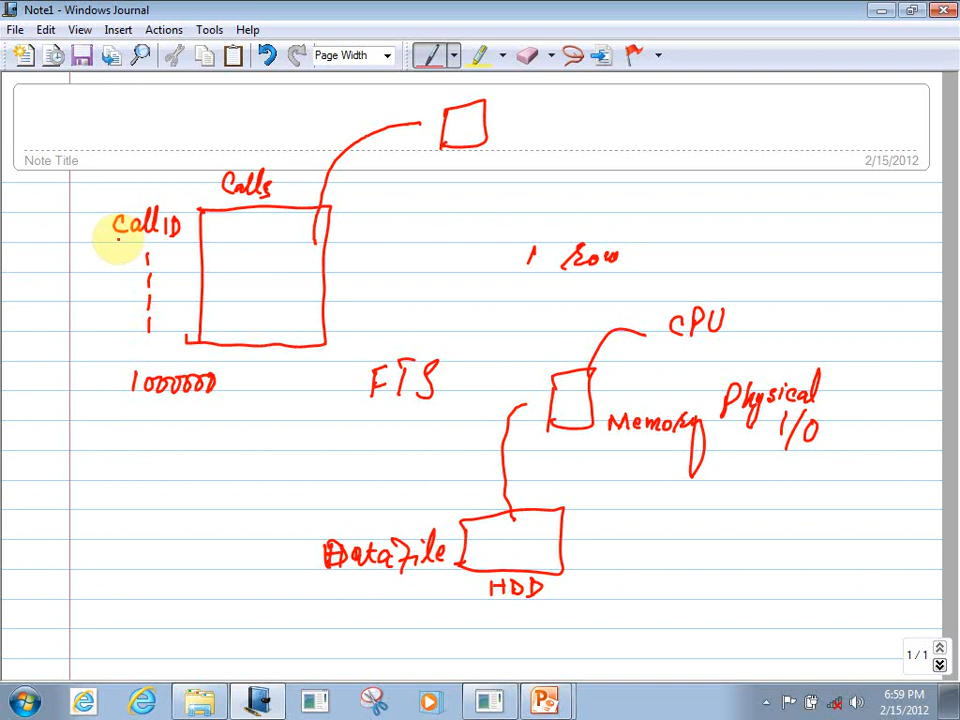 Note1 - Windows Journal
File Edit View Insert Actions Tools Help
Page Width
Note Title
2/15/2012
Calls
Call ID
1 row
CPU
10000000
FTS
Memory
Physical
I/O
DataFile
HDD
1 / 1
6:59 PM
2/15/2012